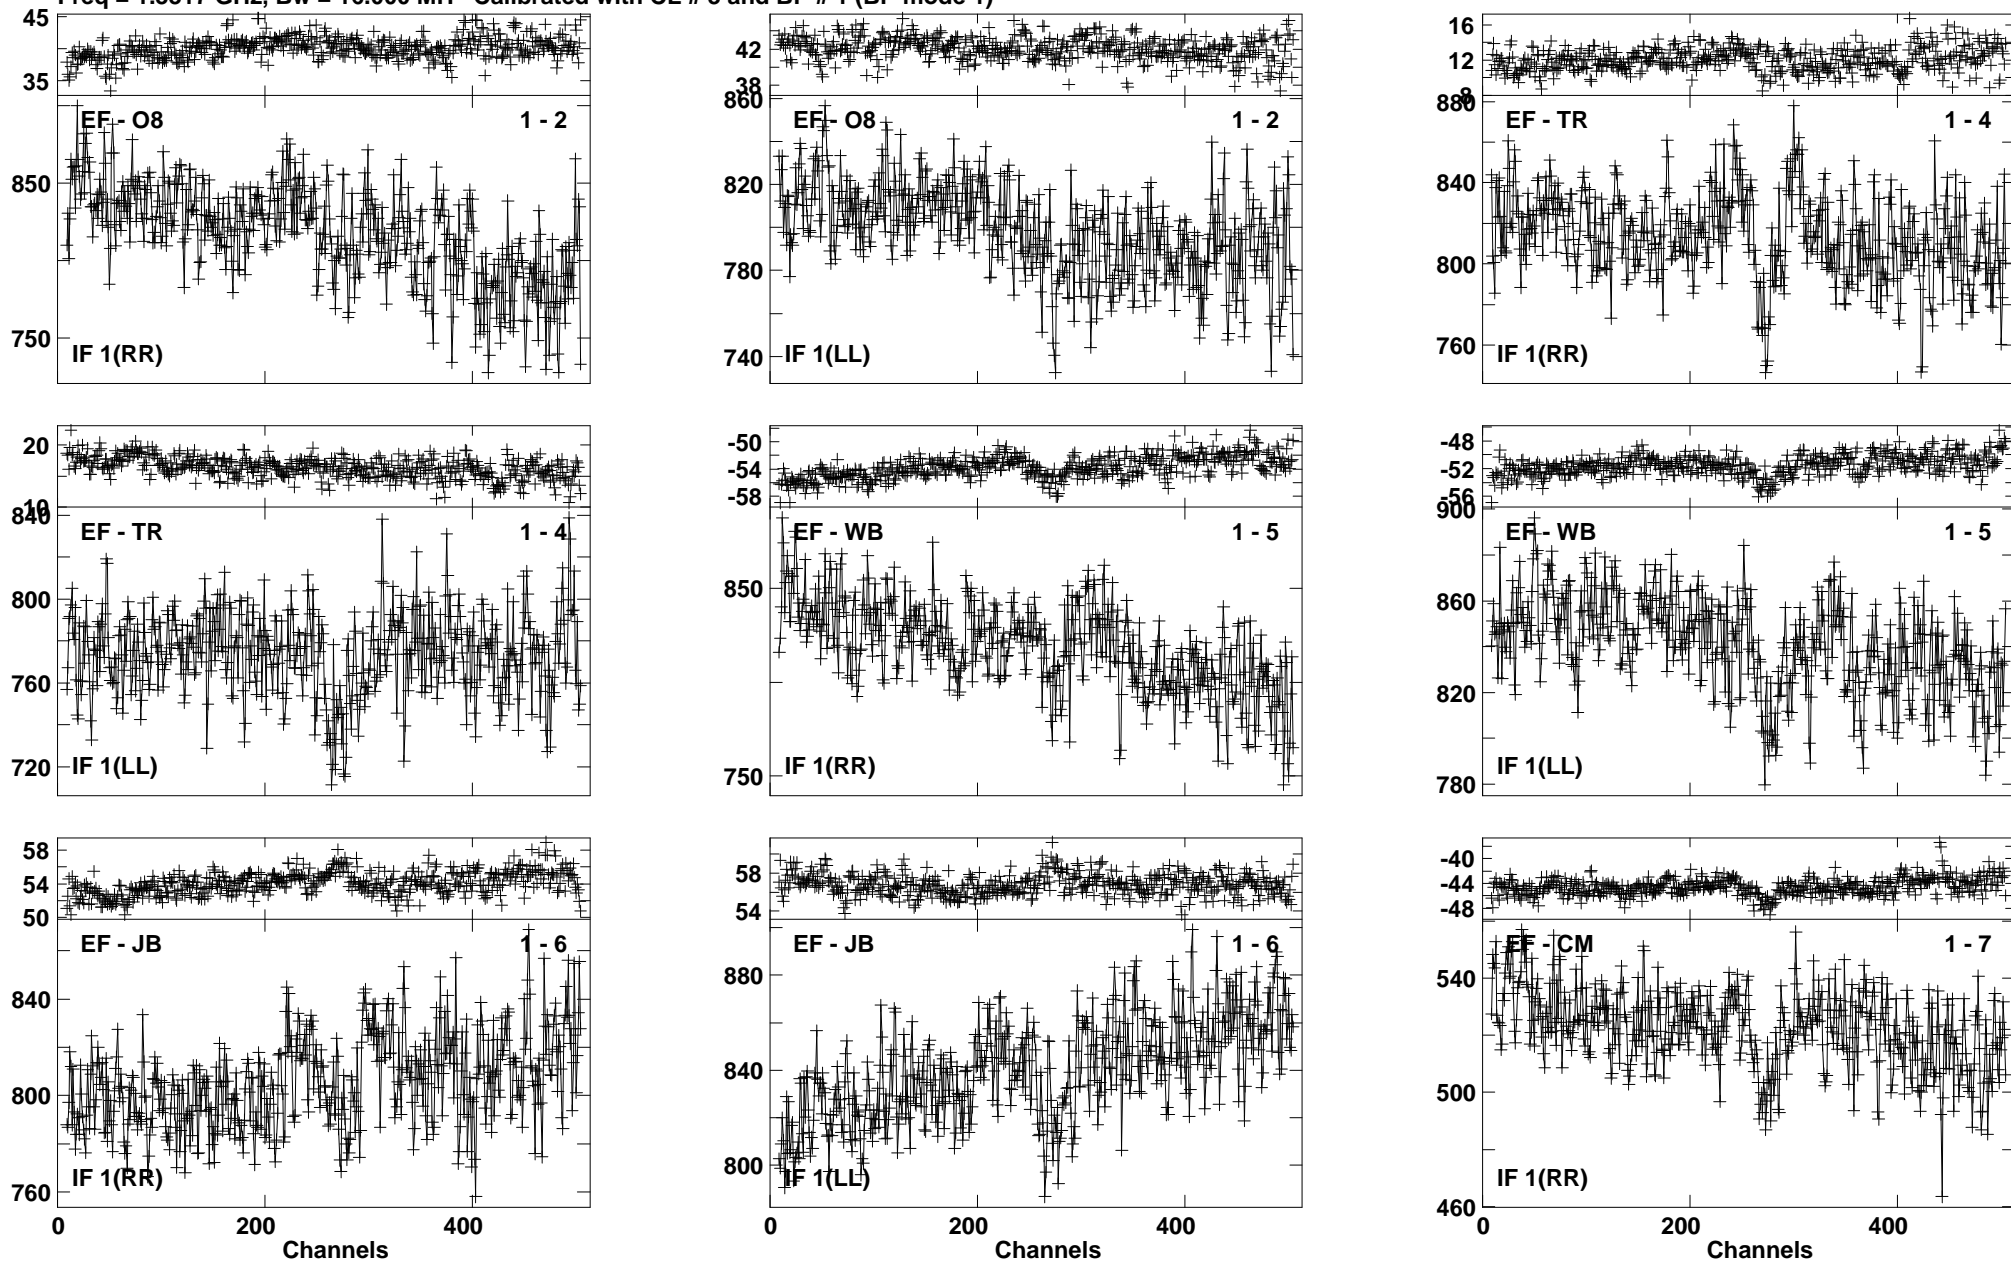 45
35
EF - O8 1 - 2
850
750
IF 1(RR)
42
38
860
EF - O8 1 - 2
820
780
740
IF 1(LL)
16
12
8
880
EF - TR 1 - 4
840
800
760
IF 1(RR)
20
10
840
EF - TR 1 - 4
800
760
720
IF 1(LL)
-50
-54
-58
EF - WB 1 - 5
850
750
IF 1(RR)
-48
-52
-56
900
EF - WB 1 - 5
860
820
780
IF 1(LL)
58
54
50
EF - JB 1 - 6
840
800
760
IF 1(RR)
0 200 400
Channels
58
54
EF - JB 1 - 6
880
840
800
IF 1(LL)
0 200 400
-40
-44
-48
EF - CM 1 - 7
540
500
460
IF 1(RR)
0 200 400
Channels